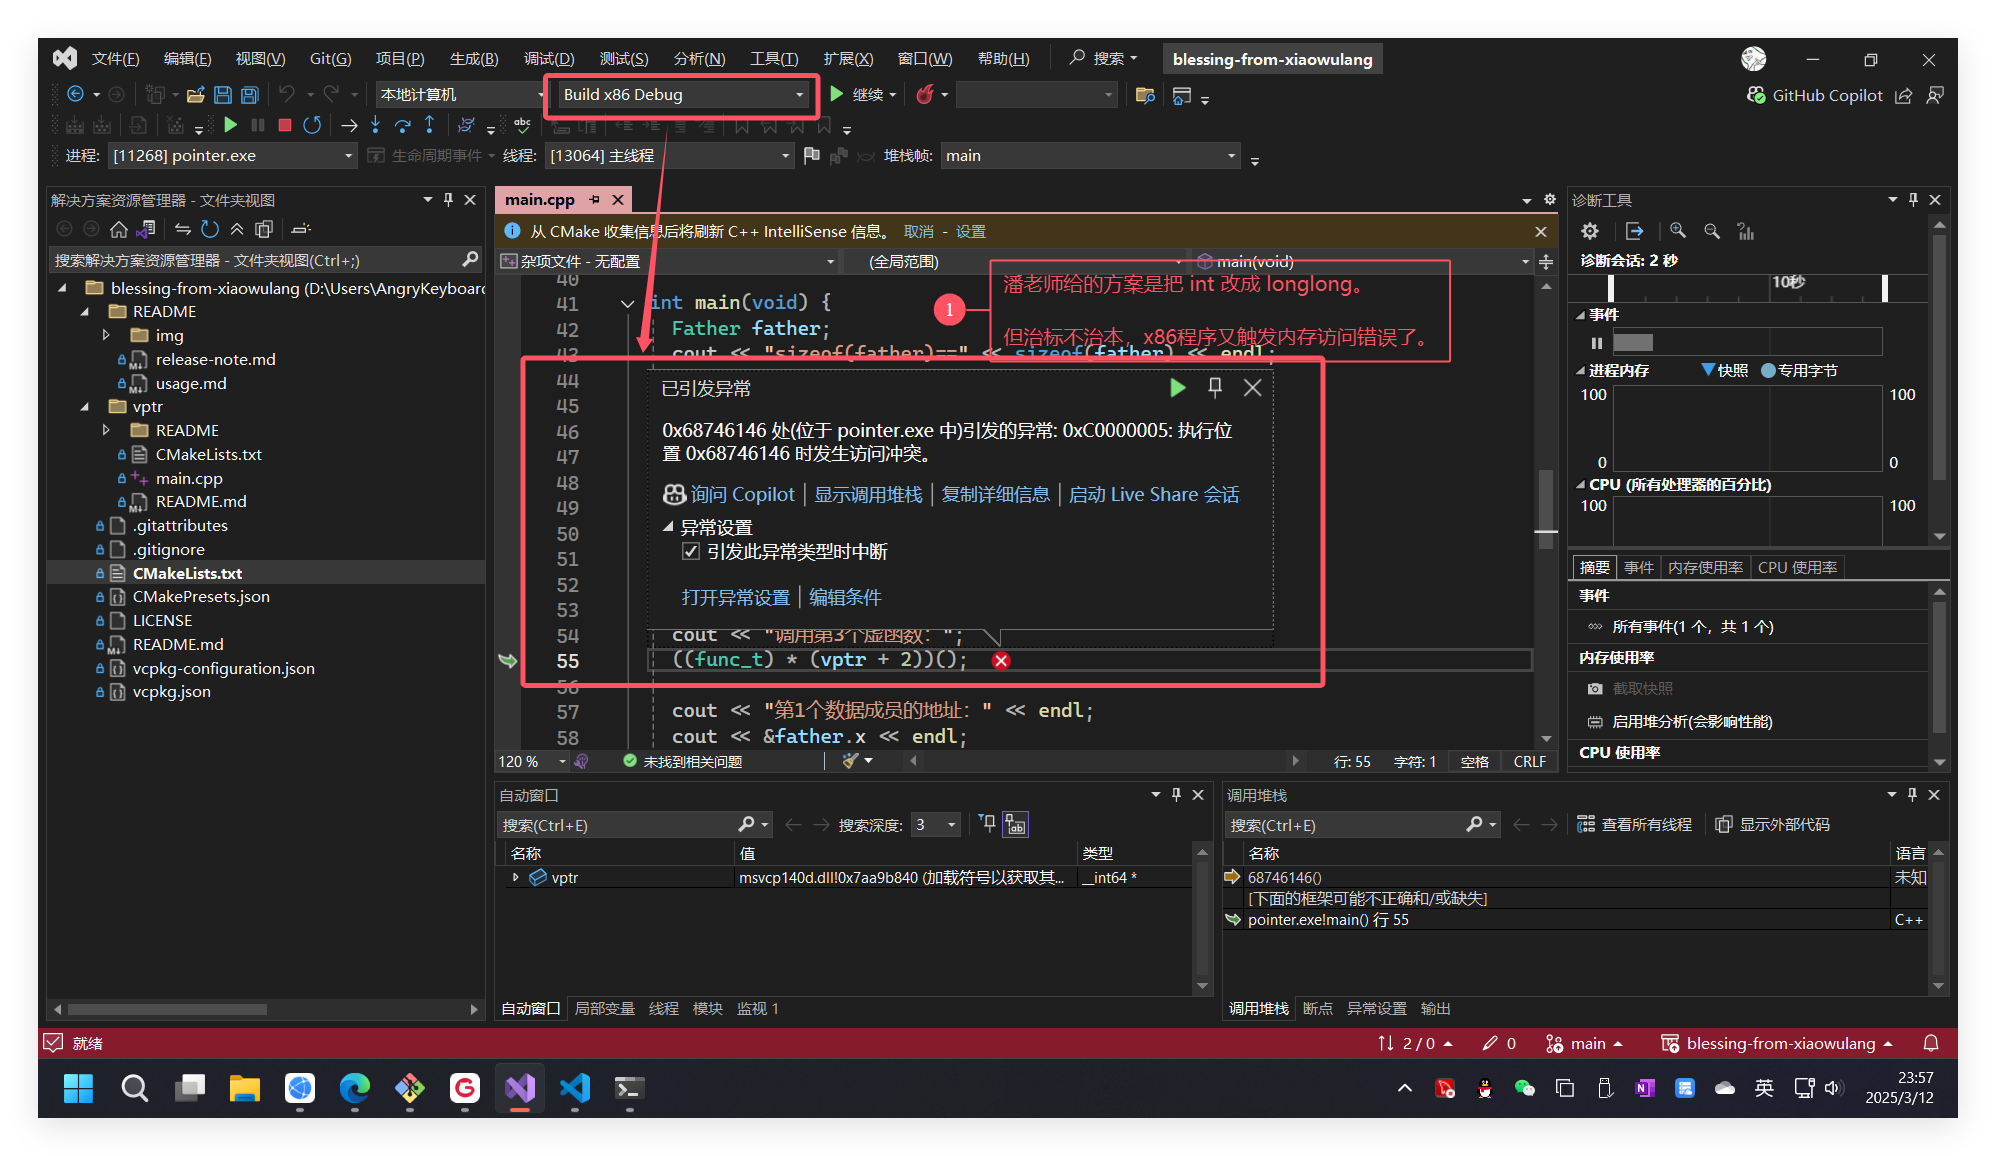 文件(F) 编辑(E) 视图(V) Git(G) 项目(P) 生成(B) 调试(D) 测试(S) 分析(N) 工具(T) 扩展(X) 窗口(W) 帮助(H) 搜索 blessing-from-xiaowulang
本地计算机 Build x86 Debug 继续 GitHub Copilot
abc
进程: [11268] pointer.exe 生命周期事件 线程: [13064] 主线程 堆栈帧: main
解决方案资源管理器 - 文件夹视图
搜索解决方案资源管理器 - 文件夹视图(Ctrl+;)
blessing-from-xiaowulang (D:\Users\AngryKeyboard
README
img
release-note.md
usage.md
vptr
README
CMakeLists.txt
main.cpp
README.md
.gitattributes
.gitignore
CMakeLists.txt
CMakePresets.json
LICENSE
README.md
vcpkg-configuration.json
vcpkg.json
main.cpp
从 CMake 收集信息后将刷新 C++ IntelliSense 信息。 取消 - 设置
杂项文件 - 无配置 (全局范围) main(void)
1
潘老师给的方案是把 int 改成 longlong。
但治标不治本，x86程序又触发内存访问错误了。
40
41 int main(void) {
42 Father father;
43 cout << "sizeof(father)==" << sizeof(father) << endl;
44
45
46
47
48
49
50
51
52
53
54 cout << "调用第3个虚函数: ";
55 ((func_t) * (vptr + 2))();
56
57 cout << "第1个数据成员的地址: " << endl;
58 cout << &father.x << endl;
已引发异常
0x68746146 处(位于 pointer.exe 中)引发的异常: 0xC0000005: 执行位
置 0x68746146 时发生访问冲突。
询问 Copilot | 显示调用堆栈 | 复制详细信息 | 启动 Live Share 会话
异常设置
引发此异常类型时中断
打开异常设置 | 编辑条件
120 % 未找到相关问题 行: 55 字符: 1 空格 CRLF
诊断工具
诊断会话: 2 秒
10秒
事件
进程内存 快照 专用字节
100 100
0 0
CPU (所有处理器的百分比)
100 100
摘要 事件 内存使用率 CPU 使用率
事件
所有事件(1 个，共 1 个)
内存使用率
截取快照
启用堆分析(会影响性能)
CPU 使用率
自动窗口
搜索(Ctrl+E) 搜索深度: 3
名称 值 类型
vptr msvcp140d.dll!0x7aa9b840 (加载符号以获取其... __int64 *
自动窗口 局部变量 线程 模块 监视 1
调用堆栈
搜索(Ctrl+E) 查看所有线程 显示外部代码
名称 语言
68746146() 未知
[下面的框架可能不正确和/或缺失]
pointer.exe!main() 行 55 C++
调用堆栈 断点 异常设置 输出
就绪 2 / 0 0 main blessing-from-xiaowulang
英
23:57
2025/3/12